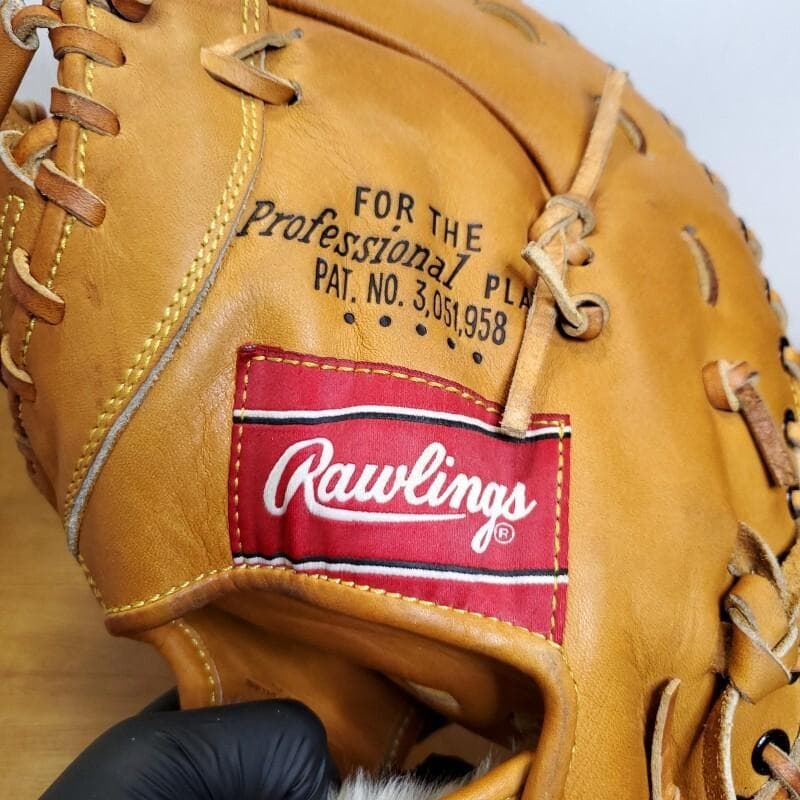 FOR THE
Professional PLA
PAT. NO. 3,051,958
Rawlings
®